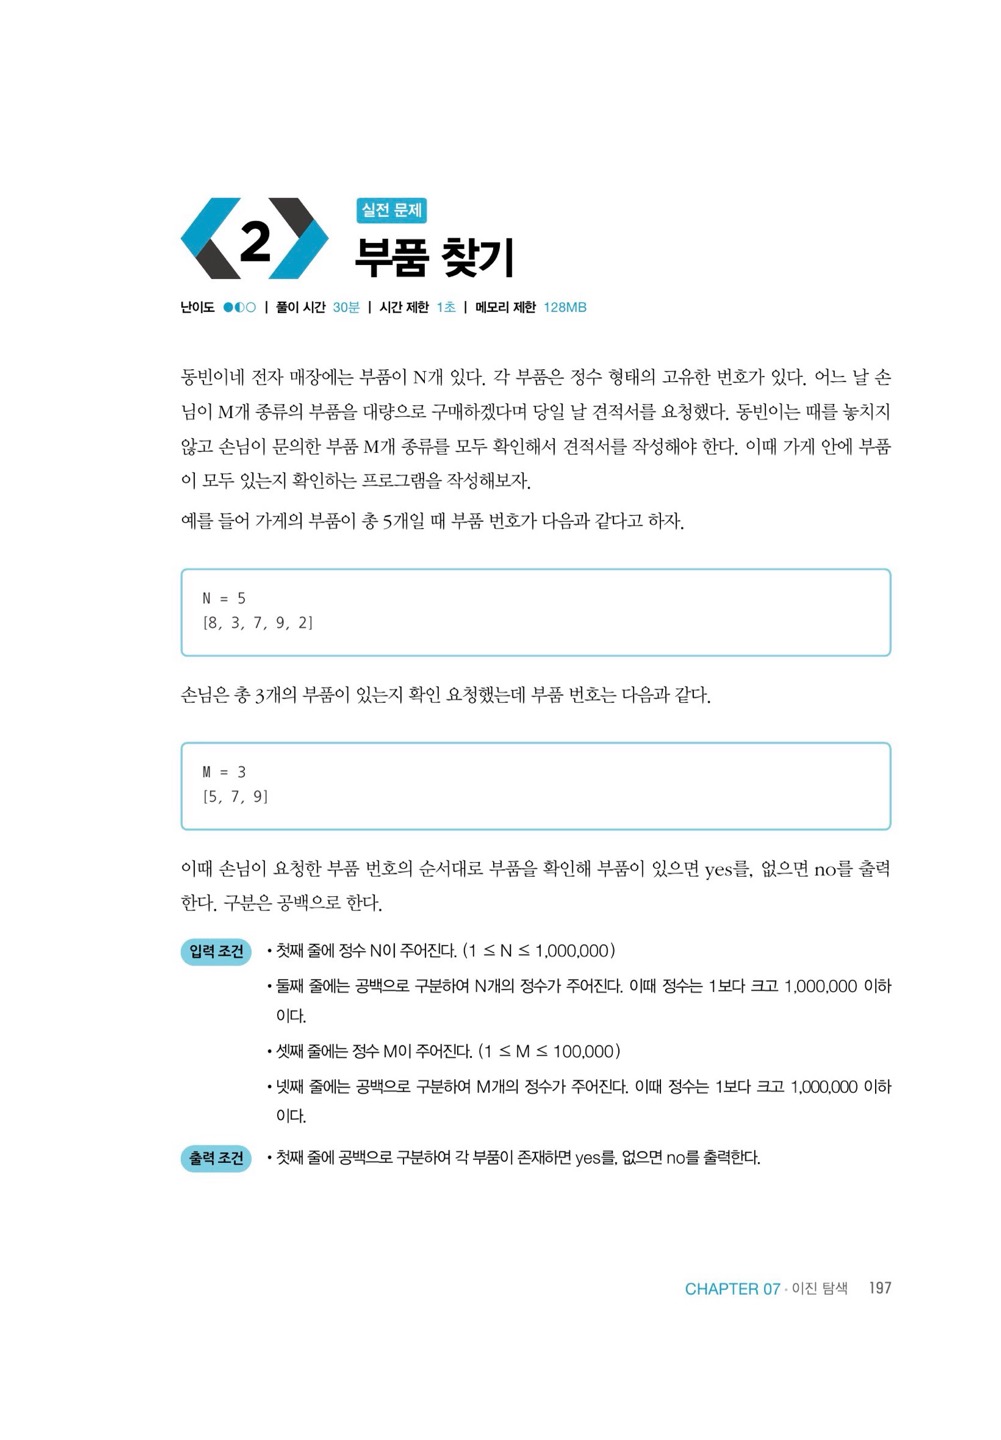 2
실전 문제
부품 찾기
난이도 ●◐○ | 풀이 시간 30분 | 시간 제한 1초 | 메모리 제한 128MB
동빈이네 전자 매장에는 부품이 N개 있다. 각 부품은 정수 형태의 고유한 번호가 있다. 어느 날 손
님이 M개 종류의 부품을 대량으로 구매하겠다며 당일 날 견적서를 요청했다. 동빈이는 때를 놓치지
않고 손님이 문의한 부품 M개 종류를 모두 확인해서 견적서를 작성해야 한다. 이때 가게 안에 부품
이 모두 있는지 확인하는 프로그램을 작성해보자.
예를 들어 가게의 부품이 총 5개일 때 부품 번호가 다음과 같다고 하자.
N = 5
[8, 3, 7, 9, 2]
손님은 총 3개의 부품이 있는지 확인 요청했는데 부품 번호는 다음과 같다.
M = 3
[5, 7, 9]
이때 손님이 요청한 부품 번호의 순서대로 부품을 확인해 부품이 있으면 yes를, 없으면 no를 출력
한다. 구분은 공백으로 한다.
입력 조건 • 첫째 줄에 정수 N이 주어진다. (1 ≤ N ≤ 1,000,000)
• 둘째 줄에는 공백으로 구분하여 N개의 정수가 주어진다. 이때 정수는 1보다 크고 1,000,000 이하
이다.
• 셋째 줄에는 정수 M이 주어진다. (1 ≤ M ≤ 100,000)
• 넷째 줄에는 공백으로 구분하여 M개의 정수가 주어진다. 이때 정수는 1보다 크고 1,000,000 이하
이다.
출력 조건 • 첫째 줄에 공백으로 구분하여 각 부품이 존재하면 yes를, 없으면 no를 출력한다.
CHAPTER 07 · 이진 탐색 197